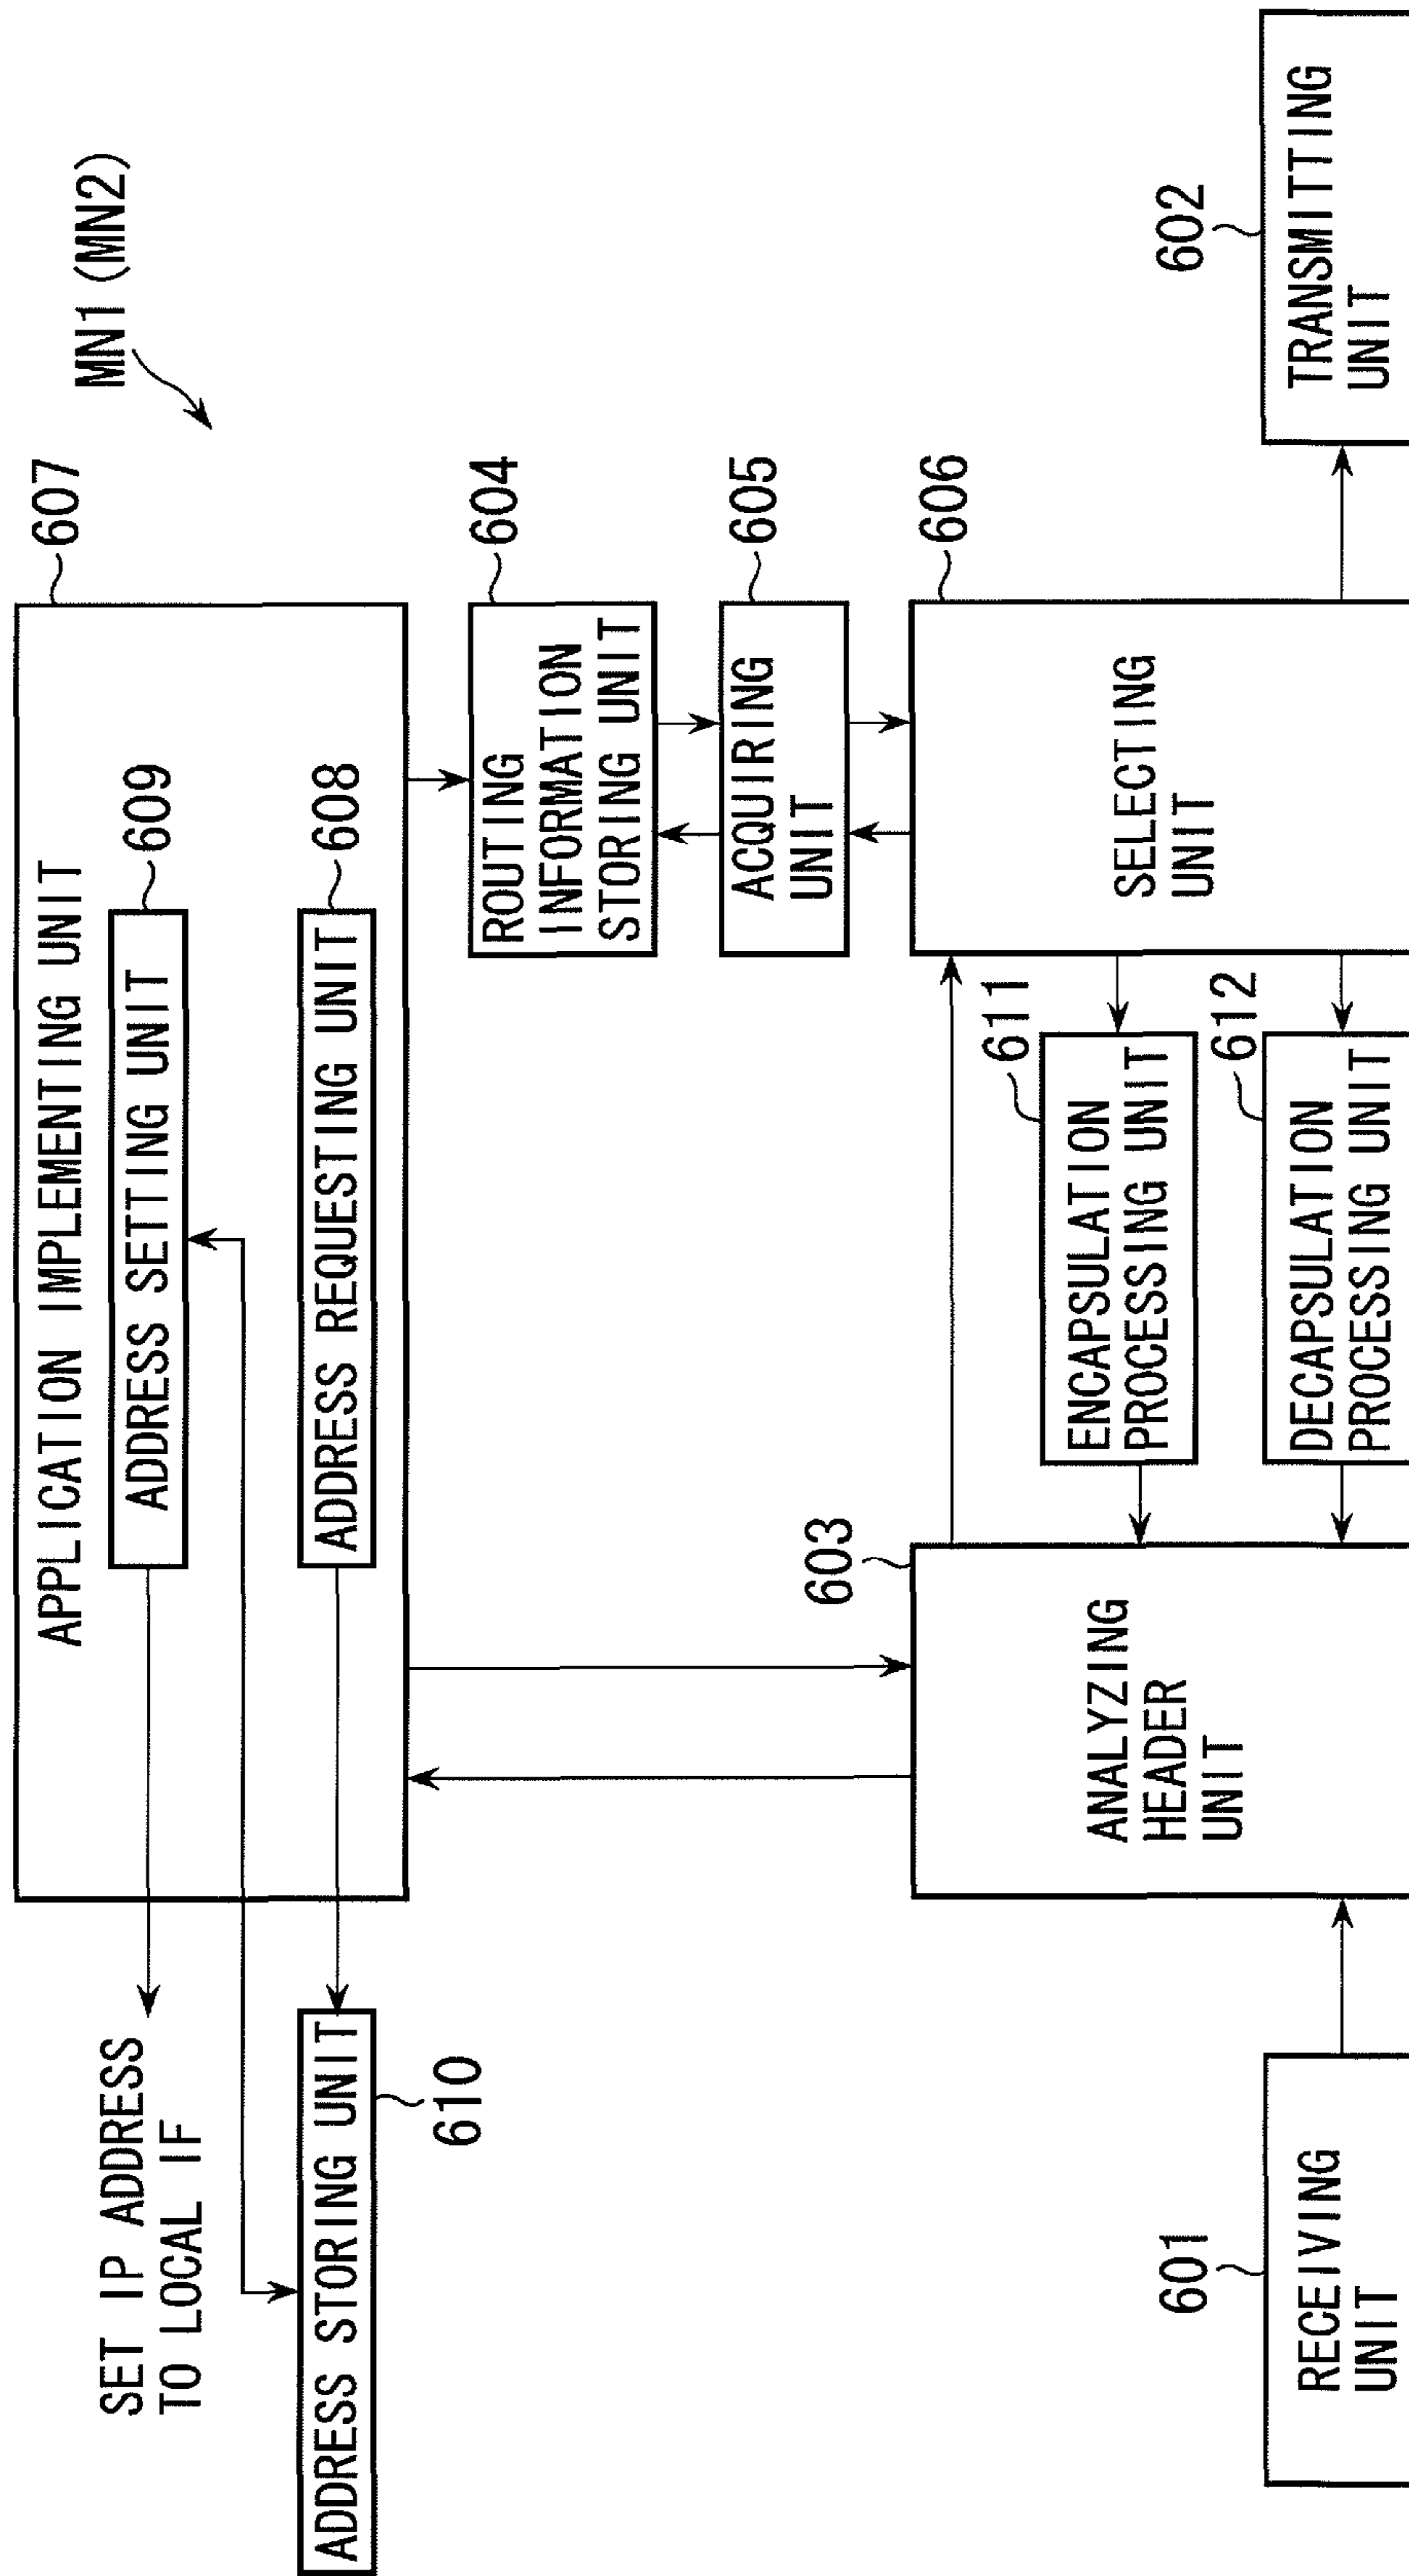 MN1(MN2)
607
APPLICATION IMPLEMENTING UNIT
609
ADDRESS SETTING UNIT
608
ADDRESS REQUESTING UNIT
SET IP ADDRESS
TO LOCAL IF
ADDRESS STORING UNIT
610
604
ROUTING
INFORMATION
STORING UNIT
605
ACQUIRING
UNIT
606
SELECTING
UNIT
611
ENCAPSULATION
PROCESSING UNIT
612
DECAPSULATION
PROCESSING UNIT
603
ANALYZING
HEADER
UNIT
601
RECEIVING
UNIT
602
TRANSMITTING
UNIT